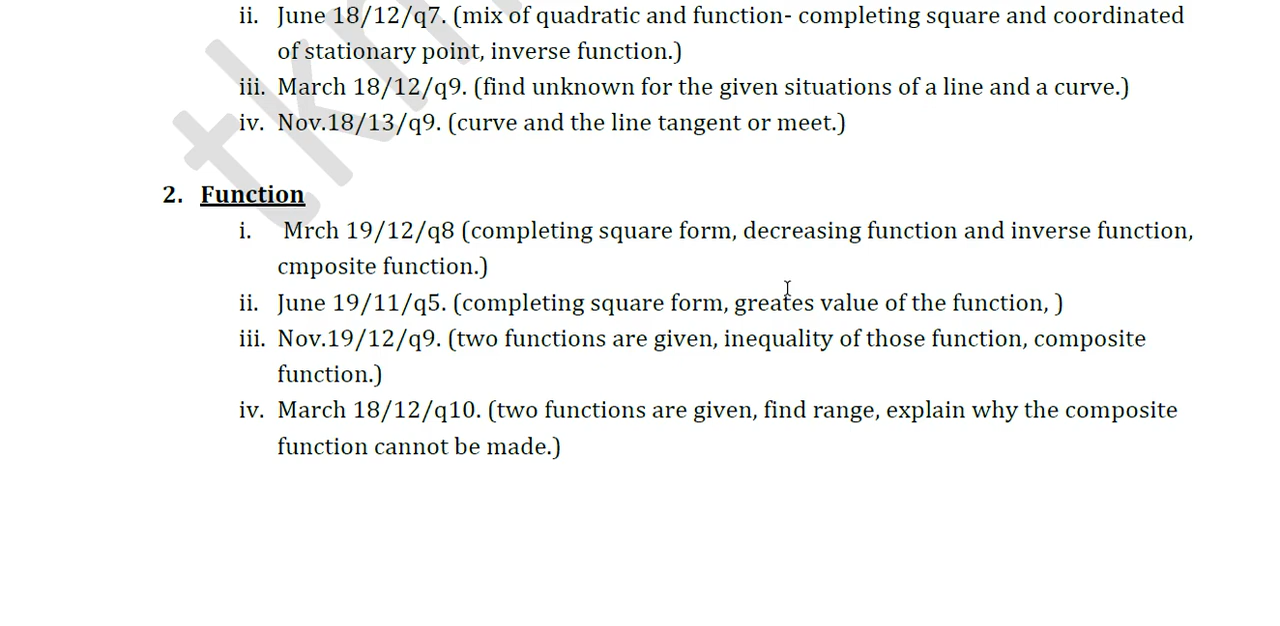 ii. June 18/12/q7. (mix of quadratic and function- completing square and coordinated
of stationary point, inverse function.)
iii. March 18/12/q9. (find unknown for the given situations of a line and a curve.)
iv. Nov.18/13/q9. (curve and the line tangent or meet.)
2. Function
i. Mrch 19/12/q8 (completing square form, decreasing function and inverse function,
cmposite function.)
ii. June 19/11/q5. (completing square form, greates value of the function, )
iii. Nov.19/12/q9. (two functions are given, inequality of those function, composite
function.)
iv. March 18/12/q10. (two functions are given, find range, explain why the composite
function cannot be made.)